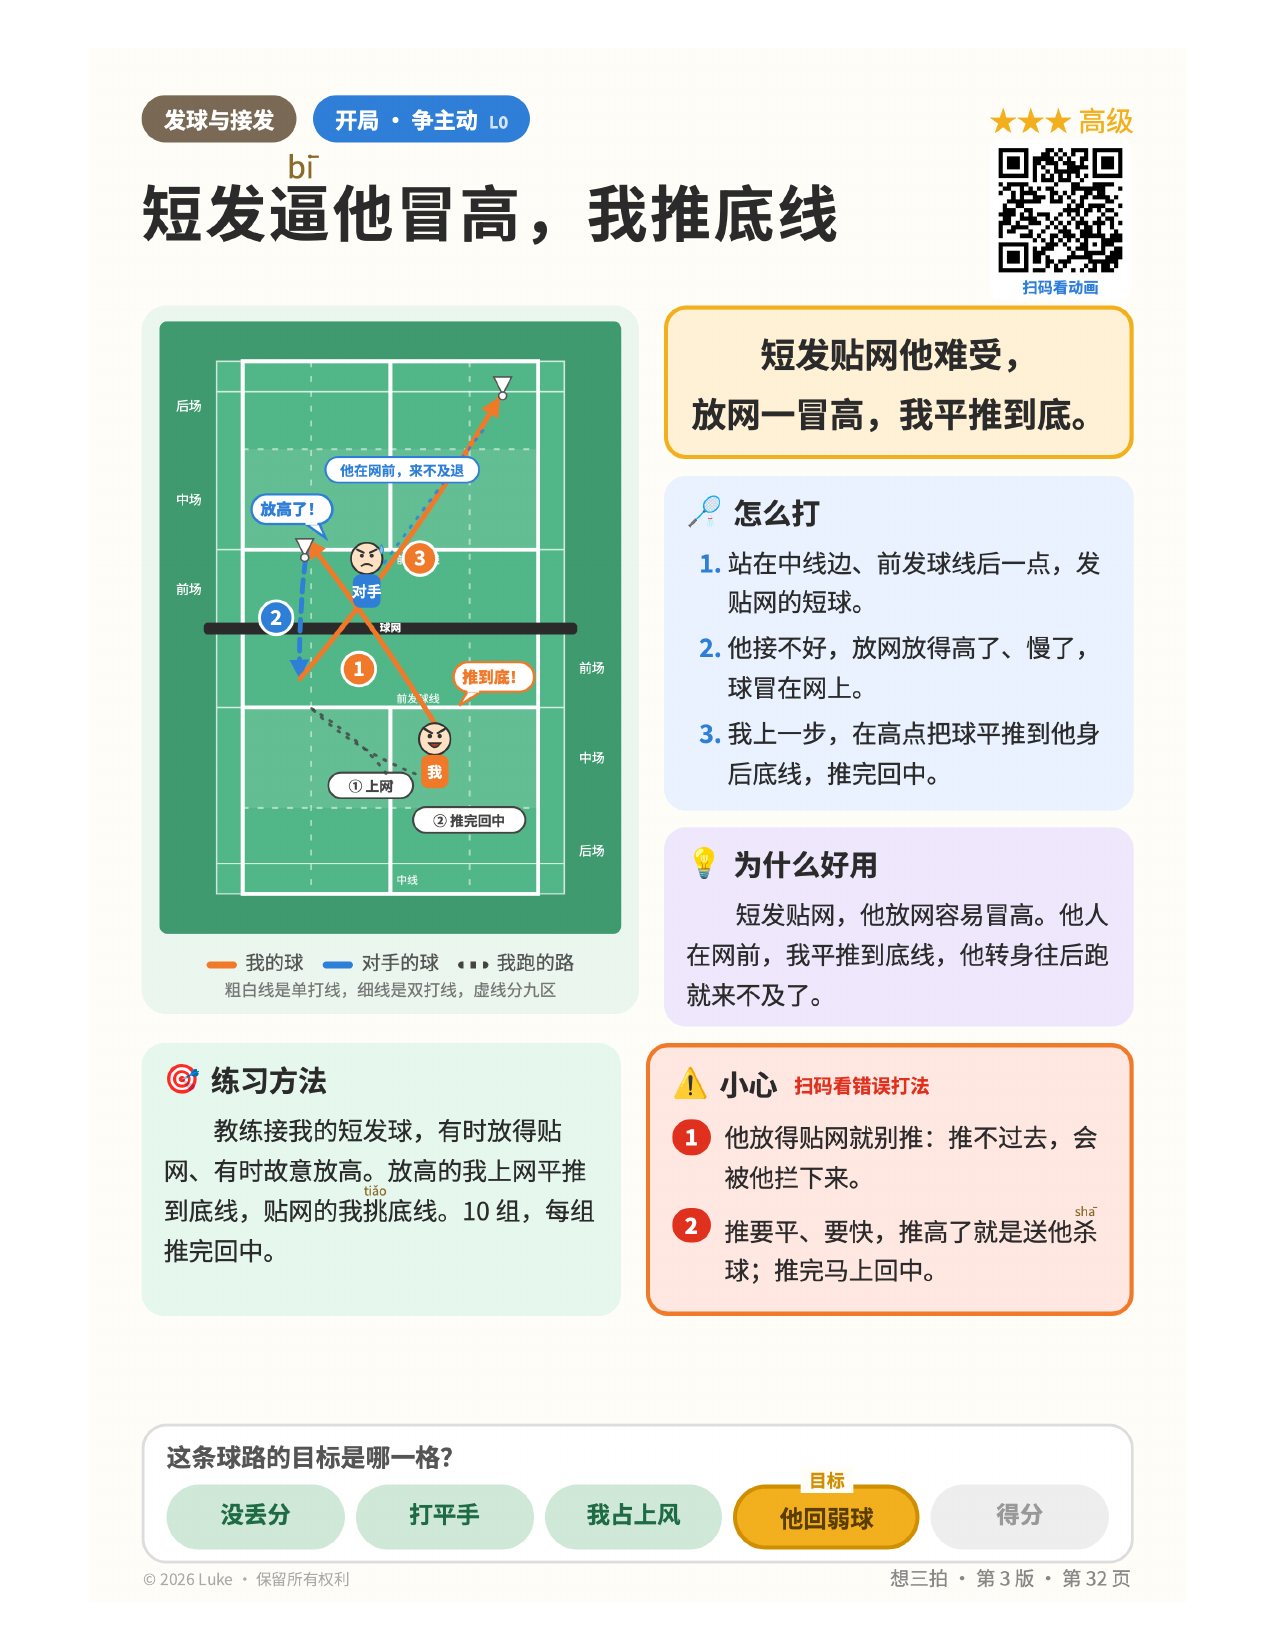 发球与接发
开局 · 争主动 L0
★★★ 高级
bī
短发逼他冒高，我推底线
扫码看动画
后场
中场
前场
他在网前，来不及退
放高了！
对手
3
2
球网
1
推到底！
前场
前发球线
我
中场
① 上网
② 推完回中
后场
中线
我的球 对手的球 我跑的路
粗白线是单打线，细线是双打线，虚线分九区
短发贴网他难受，
放网一冒高，我平推到底。
怎么打
1. 站在中线边、前发球线后一点，发
贴网的短球。
2. 他接不好，放网放得高了、慢了，
球冒在网上。
3. 我上一步，在高点把球平推到他身
后底线，推完回中。
为什么好用
短发贴网，他放网容易冒高。他人
在网前，我平推到底线，他转身往后跑
就来不及了。
练习方法
教练接我的短发球，有时放得贴
网、有时故意放高。放高的我上网平推
tiǎo
到底线，贴网的我挑底线。10 组，每组
推完回中。
小心 扫码看错误打法
1 他放得贴网就别推：推不过去，会
被他拦下来。
shā
2 推要平、要快，推高了就是送他杀
球；推完马上回中。
这条球路的目标是哪一格？
目标
没丢分 打平手 我占上风 他回弱球 得分
© 2026 Luke · 保留所有权利
想三拍 · 第 3 版 · 第 32 页